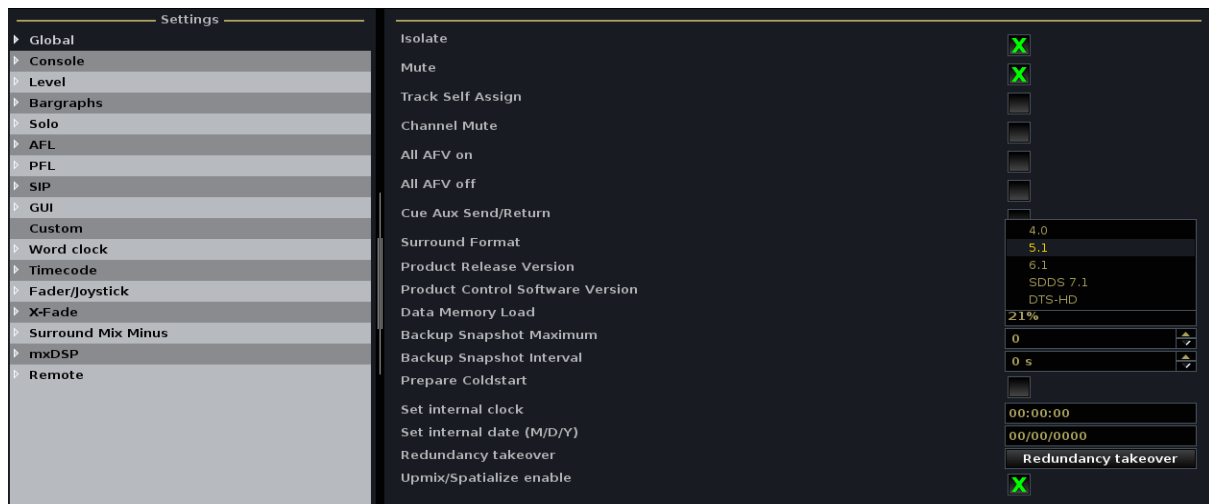 Settings
Global
Console
Level
Bargraphs
Solo
AFL
PFL
SIP
GUI
Custom
Word clock
Timecode
Fader/Joystick
X-Fade
Surround Mix Minus
mxDSP
Remote
Isolate
X
Mute
X
Track Self Assign
Channel Mute
All AFV on
All AFV off
Cue Aux Send/Return
Surround Format
4.0
5.1
6.1
SDDS 7.1
DTS-HD
Product Release Version
Product Control Software Version
Data Memory Load
21%
Backup Snapshot Maximum
0
Backup Snapshot Interval
0 s
Prepare Coldstart
Set internal clock
00:00:00
Set internal date (M/D/Y)
00/00/0000
Redundancy takeover
Redundancy takeover
Upmix/Spatialize enable
X